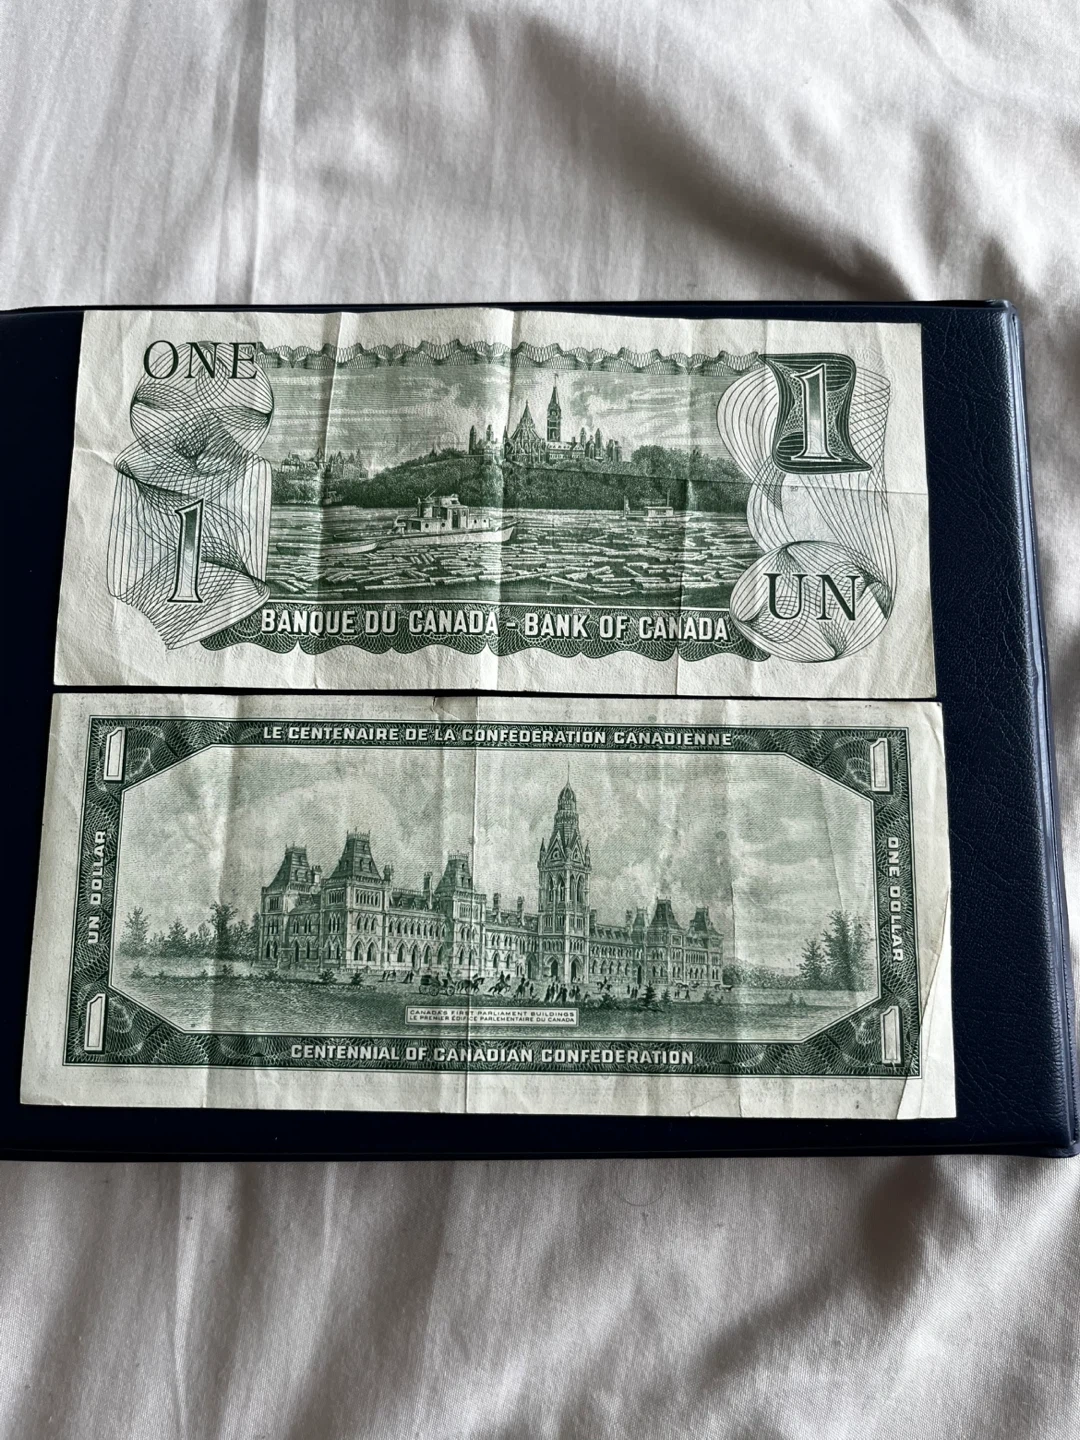 ONE
1
1
UN
BANQUE DU CANADA - BANK OF CANADA
1
LE CENTENAIRE DE LA CONFÉDÉRATION CANADIENNE
1
UN DOLLAR
ONE DOLLAR
CANADA'S FIRST PARLIAMENT BUILDINGS
LE PREMIER ÉDIFICE PARLEMENTAIRE DU CANADA
1
CENTENNIAL OF CANADIAN CONFEDERATION
1